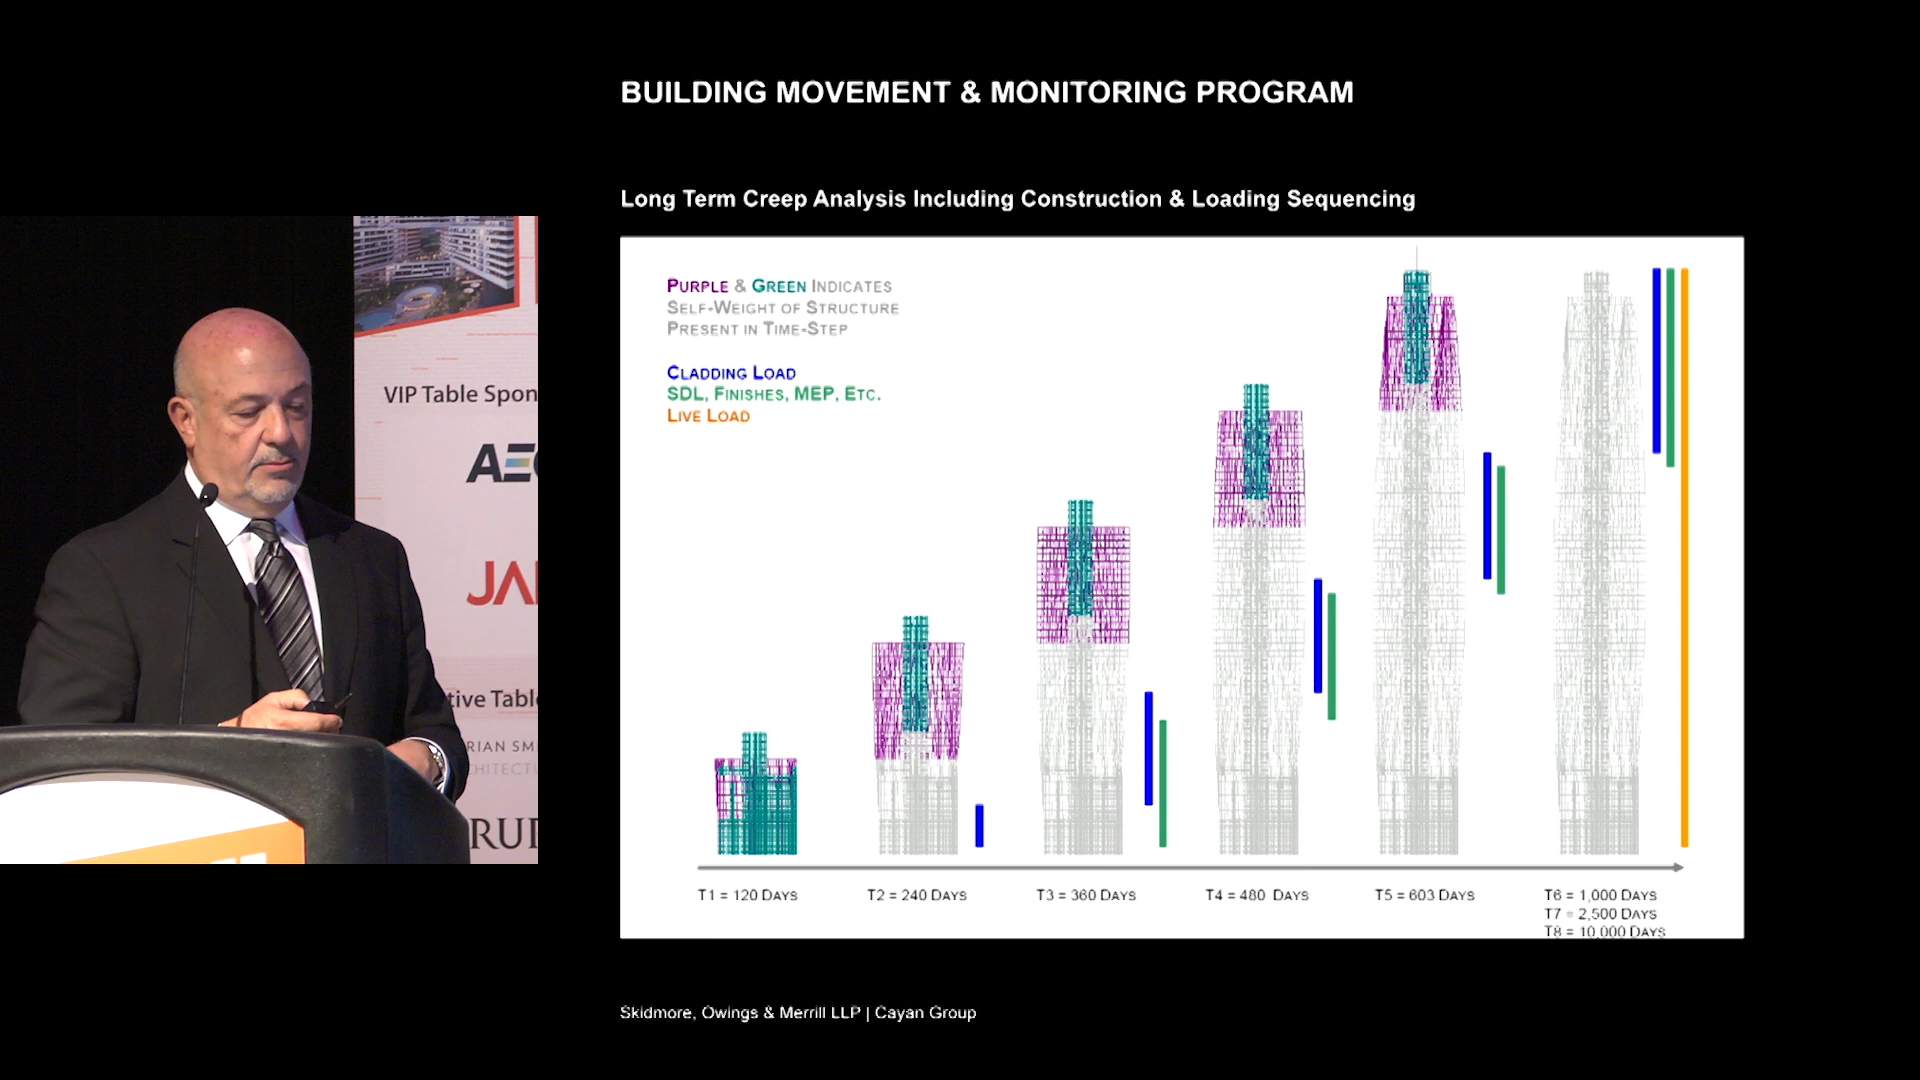 BUILDING MOVEMENT & MONITORING PROGRAM
Long Term Creep Analysis Including Construction & Loading Sequencing
PURPLE & GREEN INDICATES
SELF-WEIGHT OF STRUCTURE
PRESENT IN TIME-STEP
CLADDING LOAD
SDL, FINISHES, MEP, ETC.
LIVE LOAD
T1 = 120 DAYS
T2 = 240 DAYS
T3 = 360 DAYS
T4 = 480 DAYS
T5 = 603 DAYS
T6 = 1,000 DAYS
T7 = 2,500 DAYS
T8 = 10,000 DAYS
Skidmore, Owings & Merrill LLP | Cayan Group
VIP Table Spon
AE
JA
tive Table
RIAN SM
CHITECTU
RU